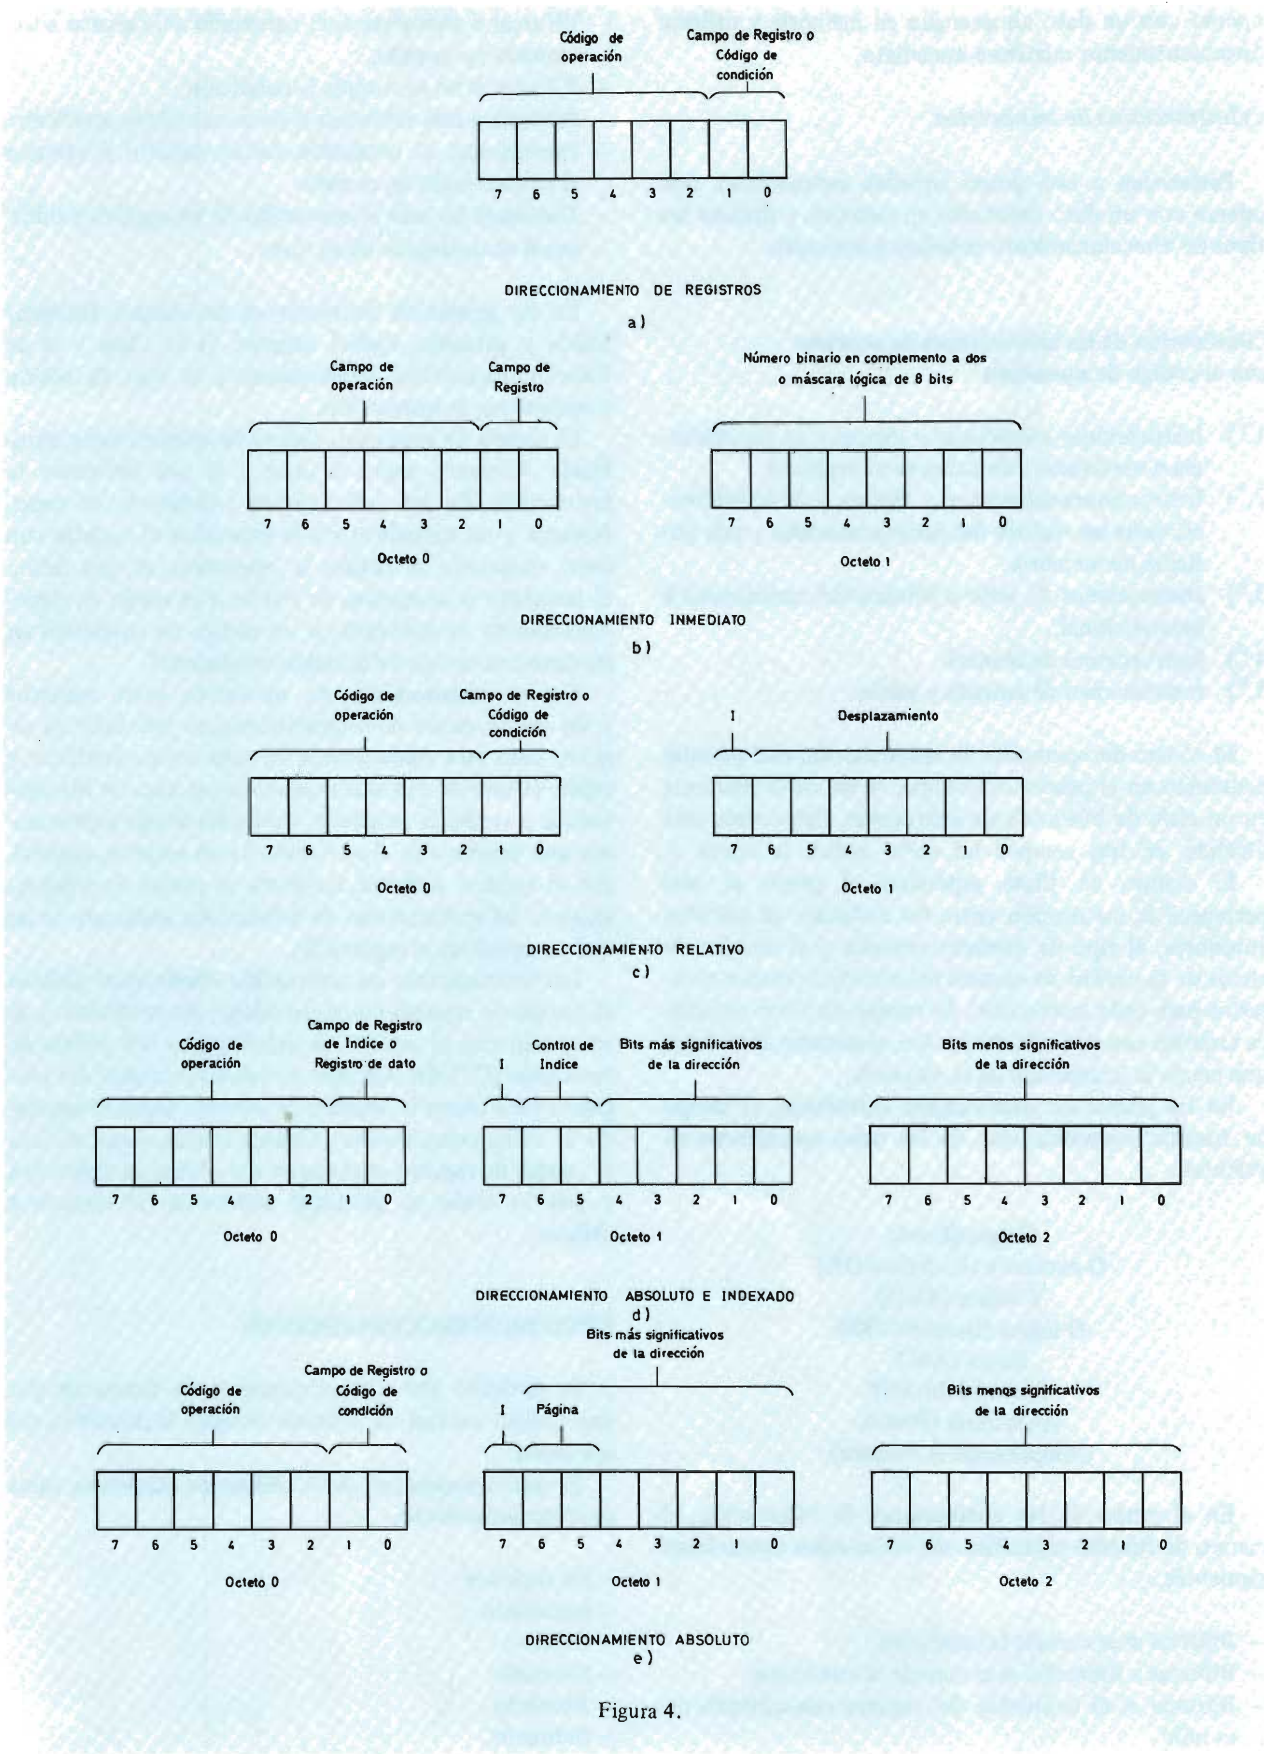 Código de
operación
Campo de Registro o
Código de
condición
7 6 5 4 3 2 1 0
DIRECCIONAMIENTO DE REGISTROS
a)
Campo de
operación
Campo de
Registro
Número binario en complemento a dos
o máscara lógica de 8 bits
7 6 5 4 3 2 1 0
7 6 5 4 3 2 1 0
Octeto 0
Octeto 1
DIRECCIONAMIENTO INMEDIATO
b)
Código de
operación
Campo de Registro o
Código de
condición
I
Desplazamiento
7 6 5 4 3 2 1 0
7 6 5 4 3 2 1 0
Octeto 0
Octeto 1
DIRECCIONAMIENTO RELATIVO
c)
Código de
operación
Campo de Registro
de Indice o
Registro de dato
I
Control de
Indice
Bits más significativos
de la dirección
Bits menos significativos
de la dirección
7 6 5 4 3 2 1 0
7 6 5 4 3 2 1 0
7 6 5 4 3 2 1 0
Octeto 0
Octeto 1
Octeto 2
DIRECCIONAMIENTO ABSOLUTO E INDEXADO
d)
Código de
operación
Campo de Registro o
Código de
condición
Bits más significativos
de la dirección
I
Página
Bits menos significativos
de la dirección
7 6 5 4 3 2 1 0
7 6 5 4 3 2 1 0
7 6 5 4 3 2 1 0
Octeto 0
Octeto 1
Octeto 2
DIRECCIONAMIENTO ABSOLUTO
e)
Figura 4.